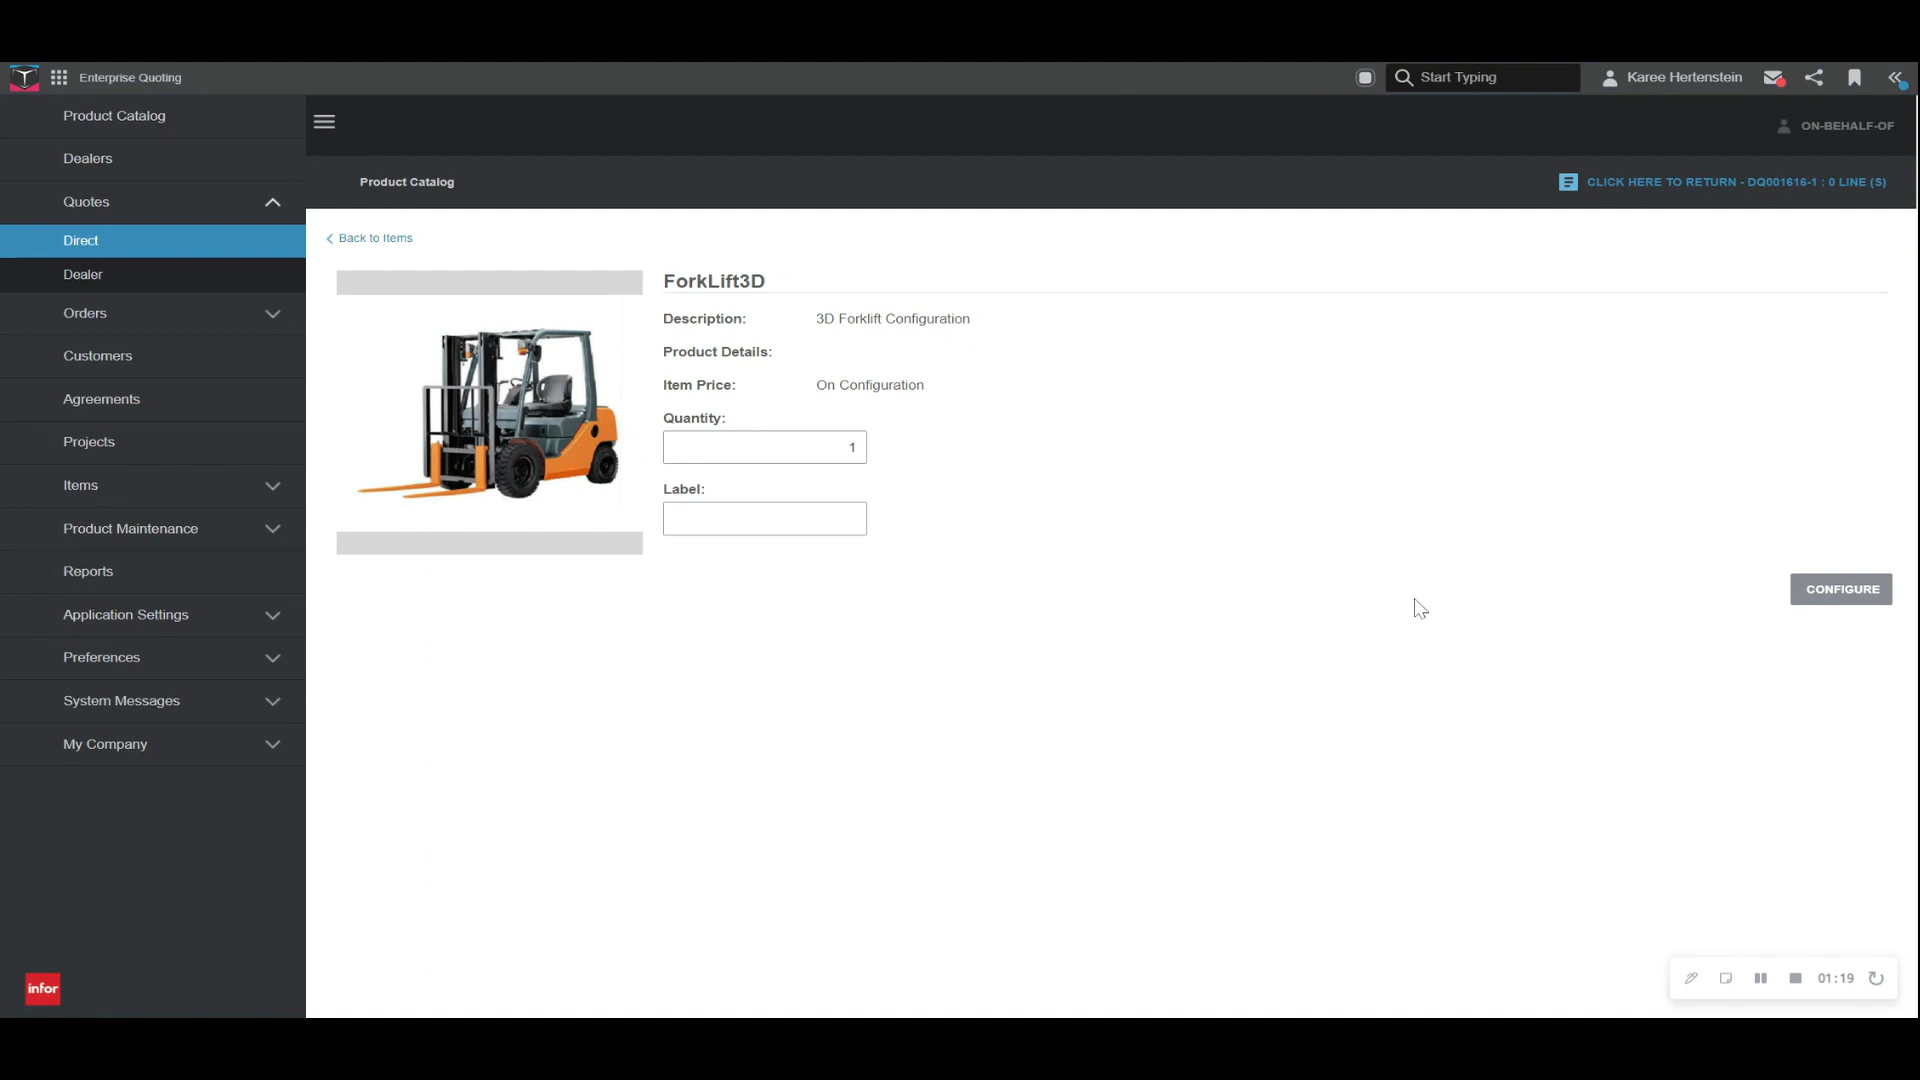 Enterprise Quoting
Start Typing
Karee Hertenstein
Product Catalog
Dealers
Quotes
Direct
Dealer
Orders
Customers
Agreements
Projects
Items
Product Maintenance
Reports
Application Settings
Preferences
System Messages
My Company
infor
ON-BEHALF-OF
Product Catalog
CLICK HERE TO RETURN - DQ001616-1 : 0 LINE (S)
Back to Items
ForkLift3D
Description: 3D Forklift Configuration
Product Details:
Item Price: On Configuration
Quantity:
1
Label:
CONFIGURE
01:19